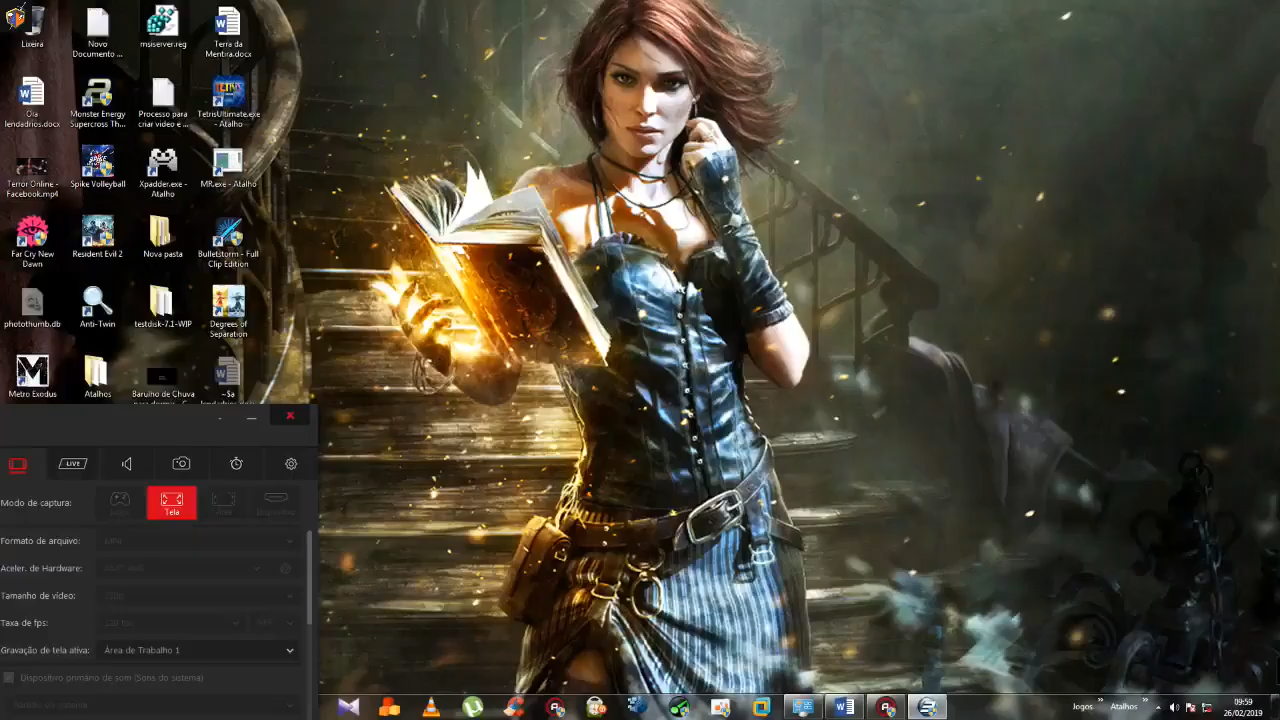 Lixeira
Novo
Documento ...
msiserver.reg
Terra da
Mentira.docx
Ola
lendadrios.docx
Monster Energy
Supercross Th...
Processo para
criar video e ...
TETRIS
TetrisUltimate.exe
- Atalho
Terror Online -
Facebook.mp4
Spike Volleyball
Xpadder.exe -
Atalho
MR.exe - Atalho
Far Cry New
Dawn
Resident Evil 2
Nova pasta
Bulletstorm - Full
Clip Edition
photothumb.db
Anti-Twin
testdisk-7.1-WIP
Degrees of
Separation
Metro Exodus
Atalhos
Barulho de Chuva
~$a
LIVE
Modo de captura:
Tela
Formato de arquivo:
Aceler. de Hardware:
Tamanho de vídeo:
Taxa de fps:
Gravação de tela ativa:
Área de Trabalho 1
Dispositivo primário de som (Sons do sistema)
Jogos
Atalhos
09:59
26/02/2019